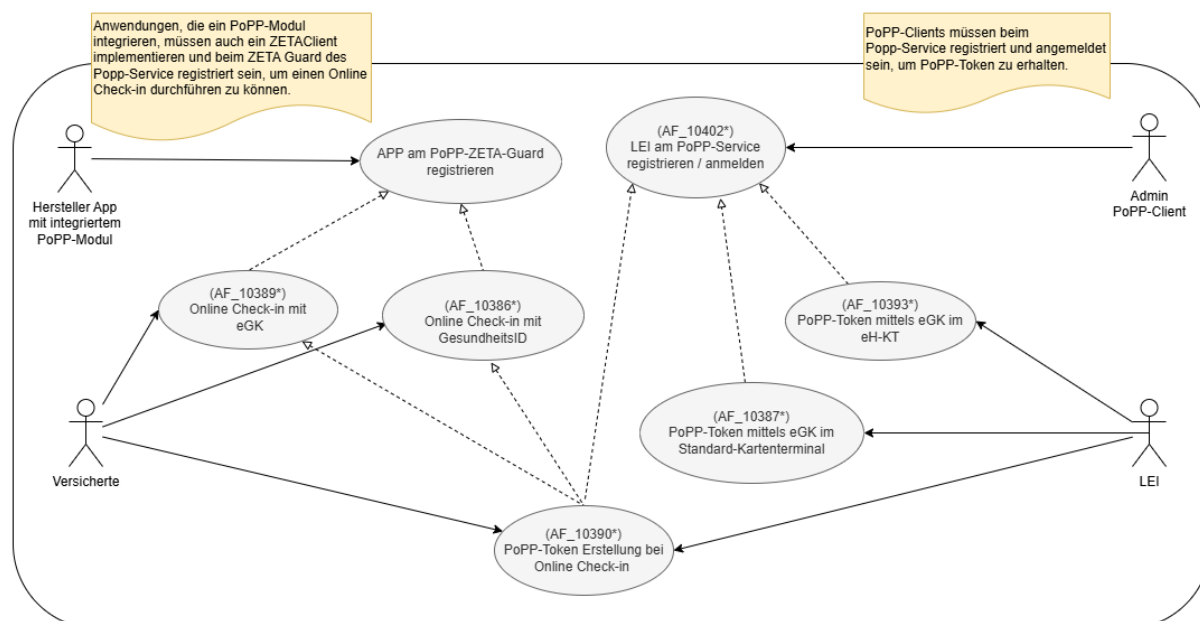 Anwendungen, die ein PoPP-Modul
integrieren, müssen auch ein ZETAClient
implementieren und beim ZETA Guard des
Popp-Service registriert sein, um einen Online
Check-in durchführen zu können.
PoPP-Clients müssen beim
Popp-Service registriert und angemeldet
sein, um PoPP-Token zu erhalten.
Hersteller App
mit integriertem
PoPP-Modul
APP am PoPP-ZETA-Guard
registrieren
(AF_10402*)
LEI am PoPP-Service
registrieren / anmelden
Admin
PoPP-Client
(AF_10389*)
Online Check-in mit
eGK
(AF_10386*)
Online Check-in mit
GesundheitsID
(AF_10393*)
PoPP-Token mittels eGK im
eH-KT
(AF_10387*)
PoPP-Token mittels eGK im
Standard-Kartenterminal
Versicherte
LEI
(AF_10390*)
PoPP-Token Erstellung bei
Online Check-in